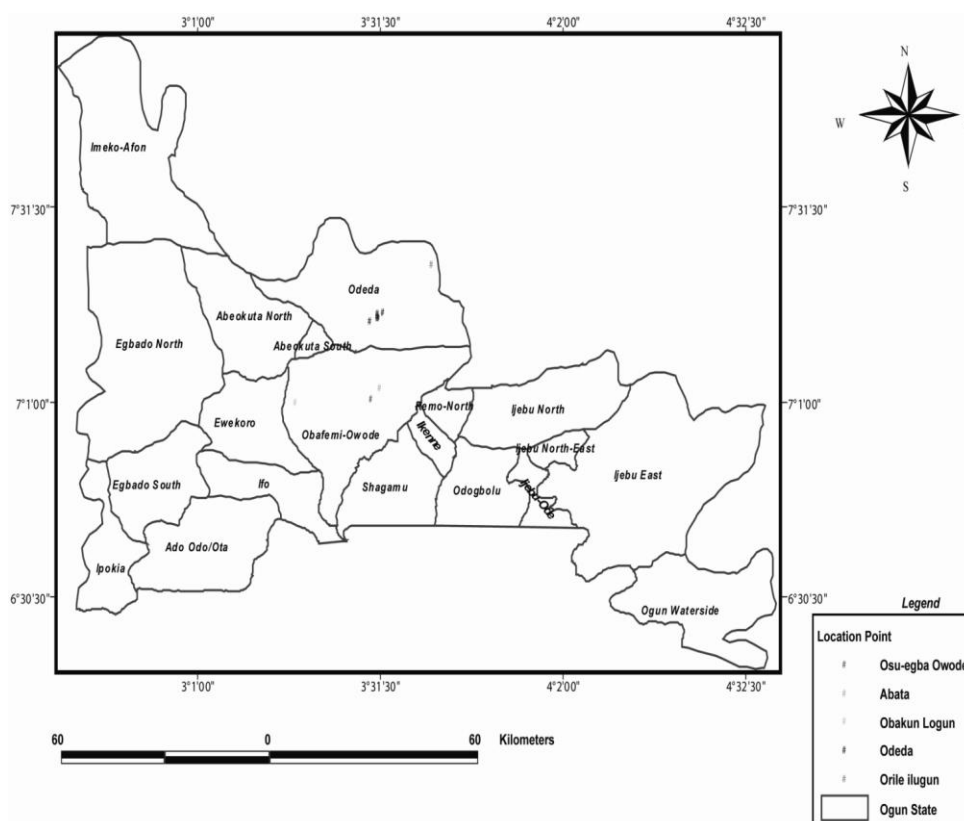 3°1'00"
3°31'30"
4°2'00"
4°32'30"
N
W
S
Imeko-Afon
7°31'30"
7°31'30"
Odeda
Abeokuta North
Egbado North
Abeokuta South
7°1'00"
7°1'00"
Remo-North
Ijebu North
Ewekoro
Obafemi-Owode
Ikenne
Ijebu North-East
Ijebu East
Egbado South
Ifo
Shagamu
Odogbolu
Ijebu-Ode
Ado Odo/Ota
Ipokia
6°30'30"
6°30'30"
Ogun Waterside
3°1'00"
3°31'30"
4°2'00"
4°32'30"
60
0
60
Kilometers
Legend
Location Point
# Osu-egba Owode
# Abata
# Obakun Logun
# Odeda
# Orile ilugun
Ogun State